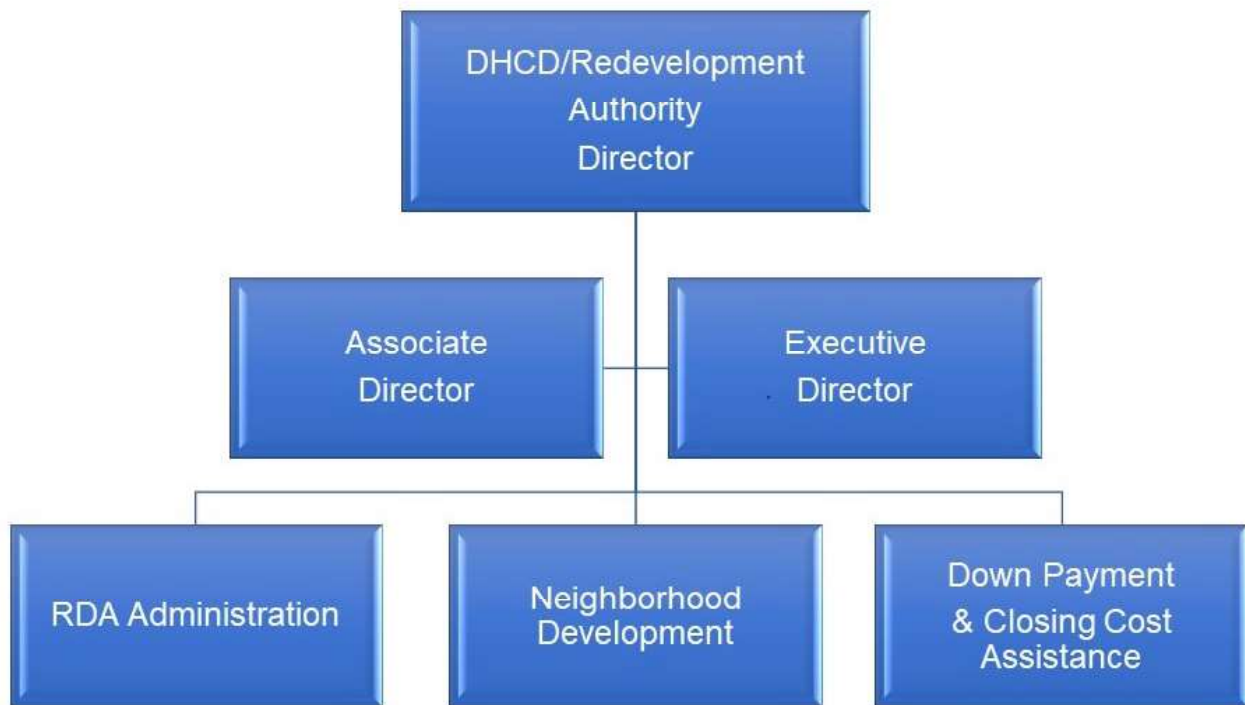 DHCD/Redevelopment
Authority
Director
Associate
Director
Executive
Director
RDA Administration
Neighborhood
Development
Down Payment
& Closing Cost
Assistance